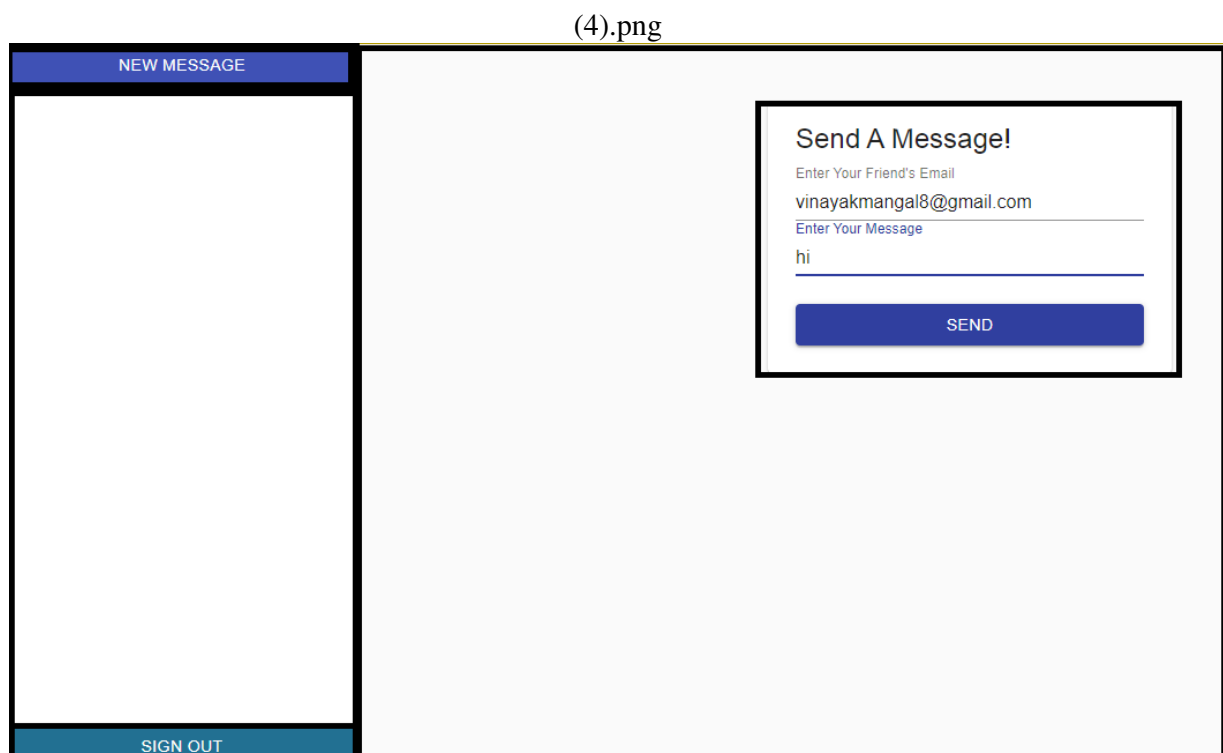 (4).png
NEW MESSAGE
Send A Message!
Enter Your Friend's Email
vinayakmangal8@gmail.com
Enter Your Message
hi
SEND
SIGN OUT